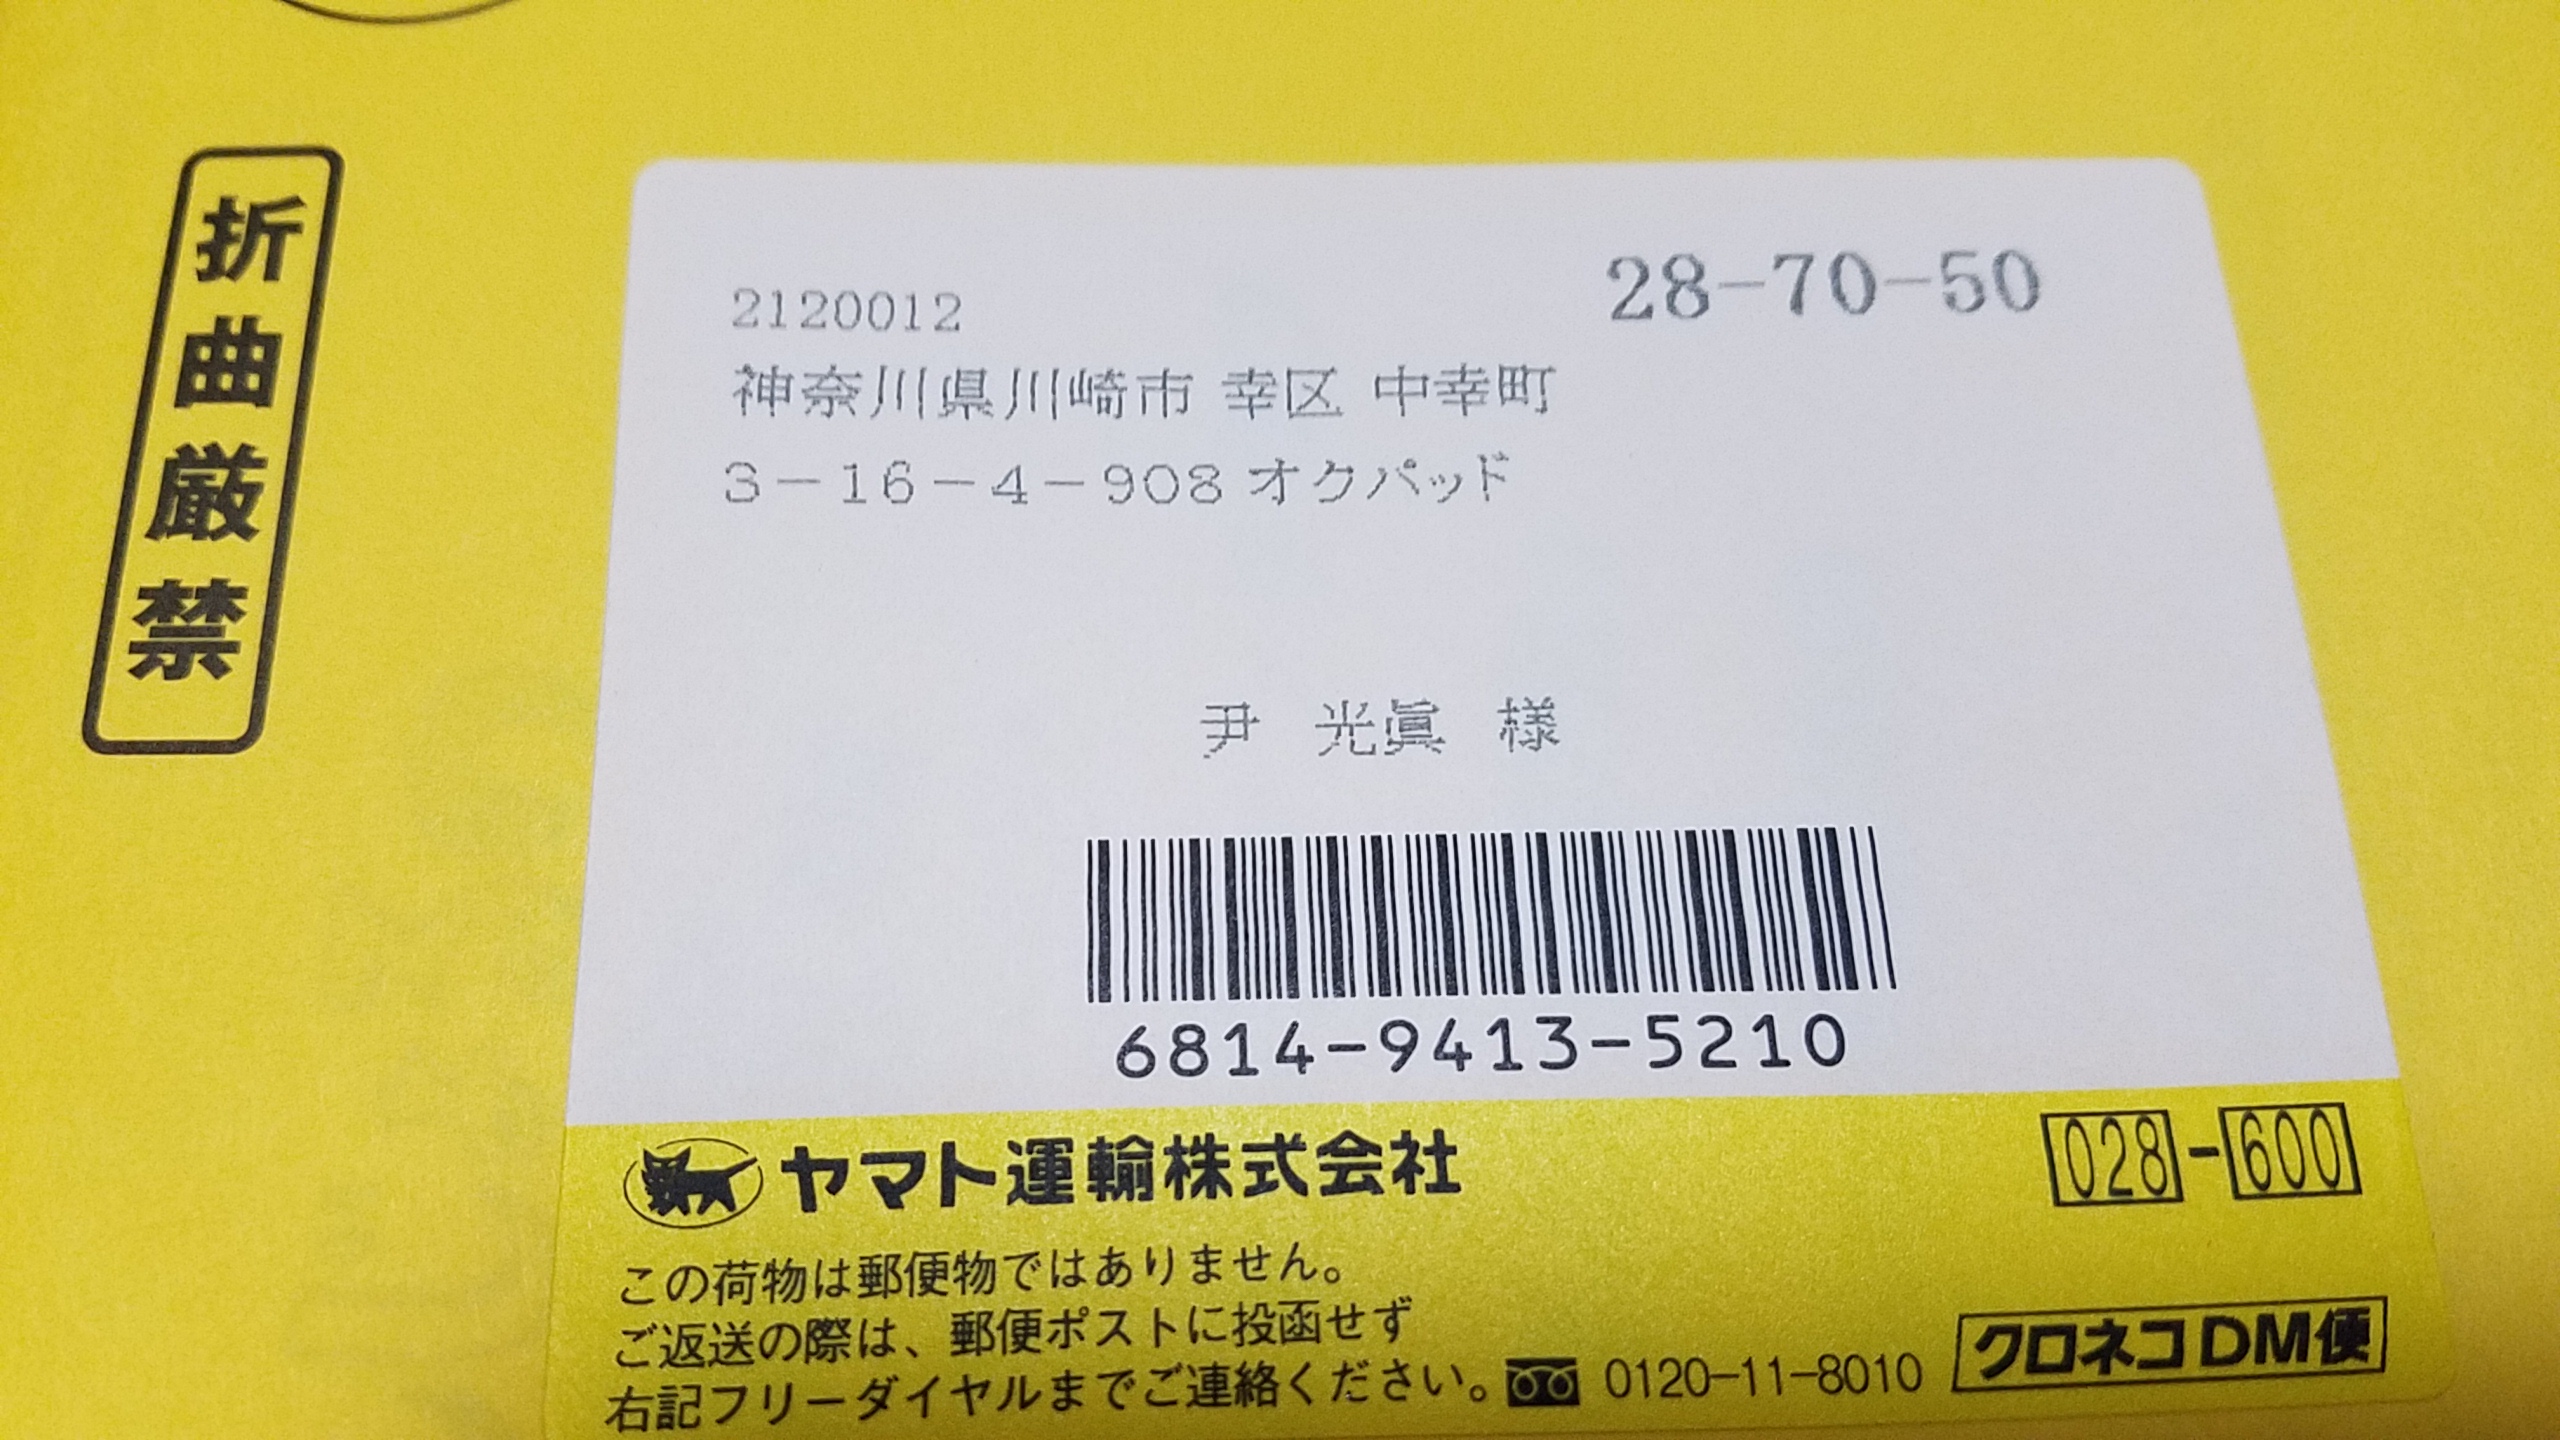 折曲厳禁
28-70-50
2120012
神奈川県川崎市 幸区 中幸町
3－16－4－908 オクパッド
尹 光眞 様
6814-9413-5210
ヤマト運輸株式会社
028-600
この荷物は郵便物ではありません。
ご返送の際は、郵便ポストに投函せず
右記フリーダイヤルまでご連絡ください。 0120-11-8010
クロネコDM便